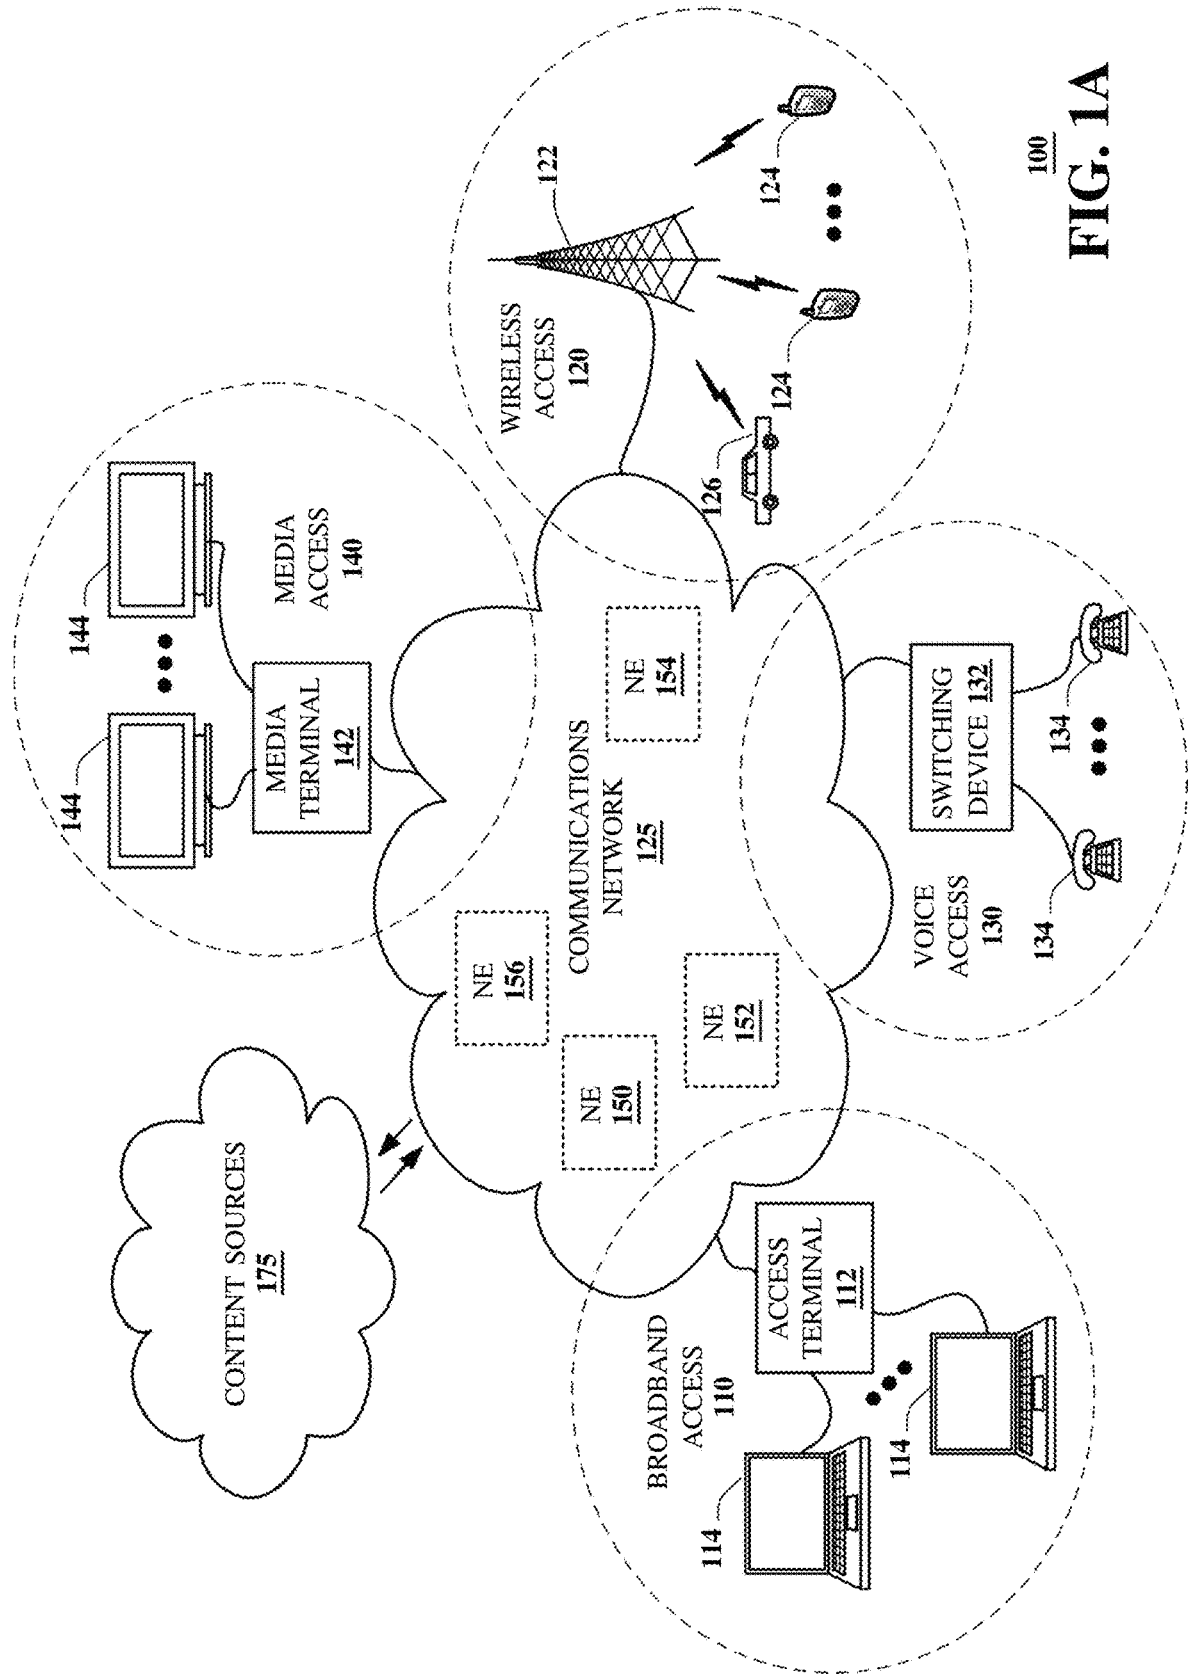 CONTENT SOURCES
175
144
144
MEDIA
TERMINAL
142
MEDIA
ACCESS
140
WIRELESS
ACCESS
120
122
NE
156
NE
150
NE
152
COMMUNICATIONS
NETWORK
125
NE
154
126
124
124
BROADBAND
ACCESS
110
ACCESS
TERMINAL
112
114
114
VOICE
ACCESS
130
SWITCHING
DEVICE 132
134
134
100
FIG. 1A